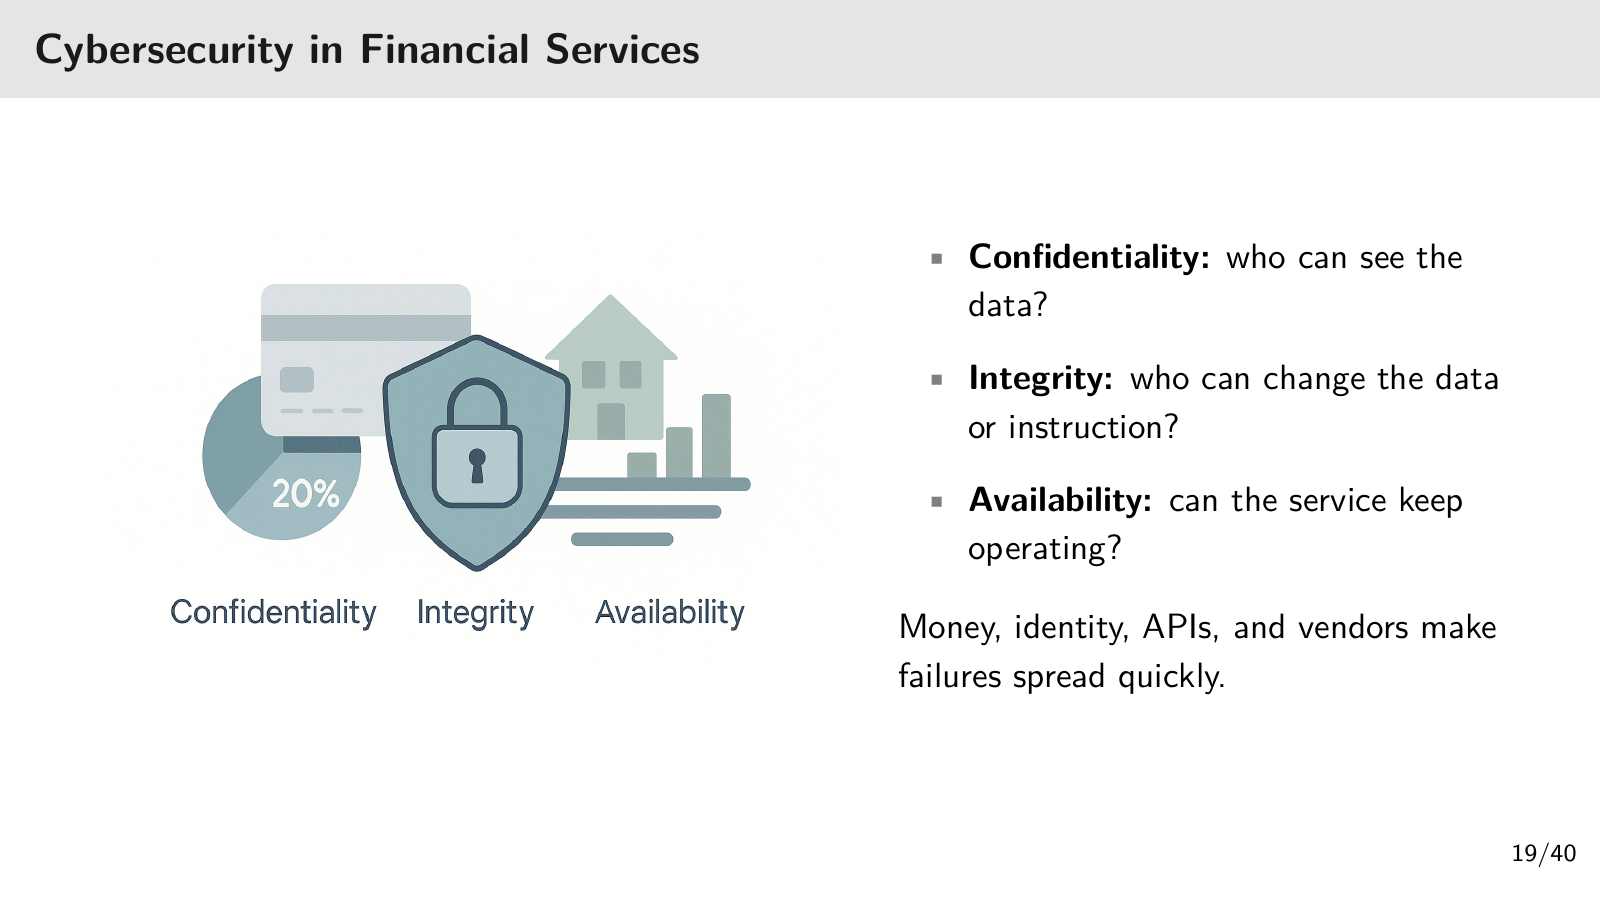 Cybersecurity in Financial Services
20%
Confidentiality Integrity Availability
Confidentiality: who can see the
data?
Integrity: who can change the data
or instruction?
Availability: can the service keep
operating?
Money, identity, APIs, and vendors make
failures spread quickly.
19/40